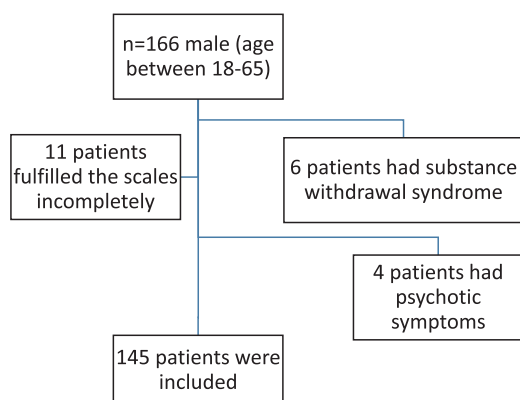 n=166 male (age
between 18-65)
11 patients
fulfilled the scales
incompletely
6 patients had substance
withdrawal syndrome
4 patients had
psychotic
symptoms
145 patients were
included